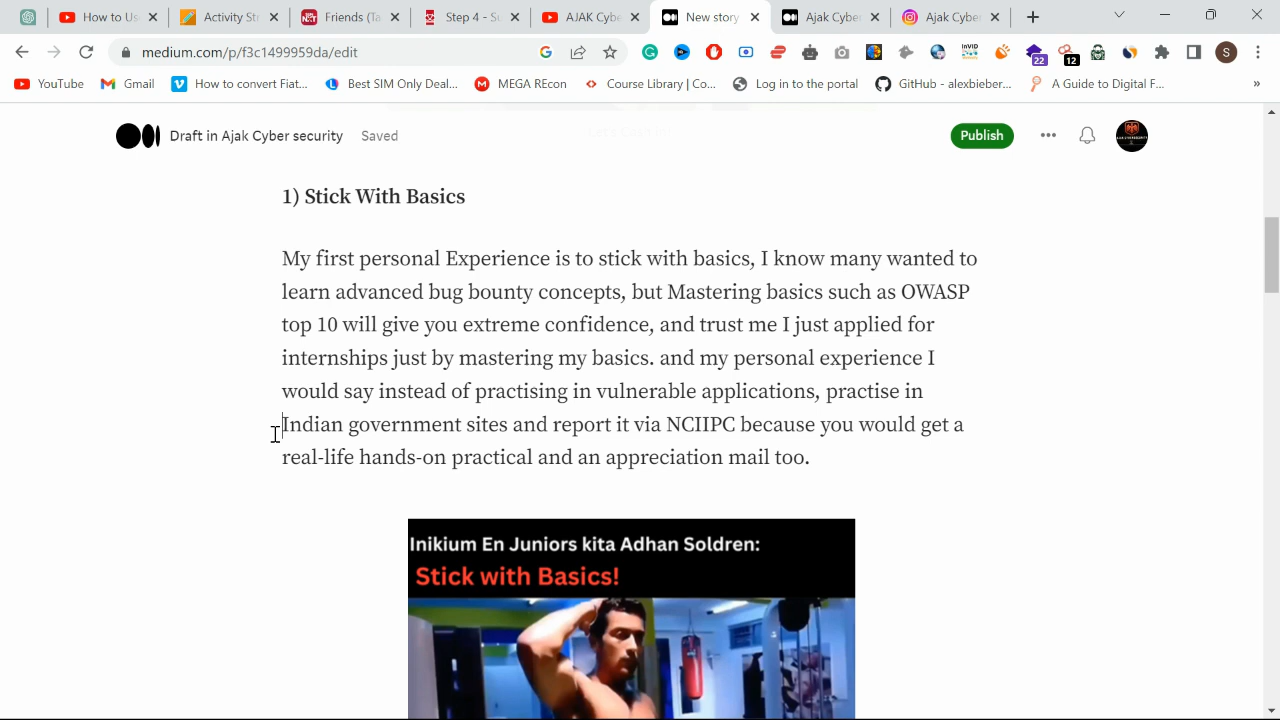 How to Us
Activity St
Friends (Ta
Step 4 - S
AJAK Cybe
New story
Ajak Cyber
Ajak Cyber
medium.com/p/f3c1499959da/edit
22
12
S
YouTube
Gmail
How to convert Fiat...
Best SIM Only Deal...
MEGA REcon
Course Library | Co...
Log in to the portal
GitHub - alexbieber...
A Guide to Digital F...
»
Draft in Ajak Cyber security
Saved
Publish
1) Stick With Basics
My first personal Experience is to stick with basics, I know many wanted to
learn advanced bug bounty concepts, but Mastering basics such as OWASP
top 10 will give you extreme confidence, and trust me I just applied for
internships just by mastering my basics. and my personal experience I
would say instead of practising in vulnerable applications, practise in
Indian government sites and report it via NCIIPC because you would get a
real-life hands-on practical and an appreciation mail too.
Inikium En Juniors kita Adhan Soldren:
Stick with Basics!